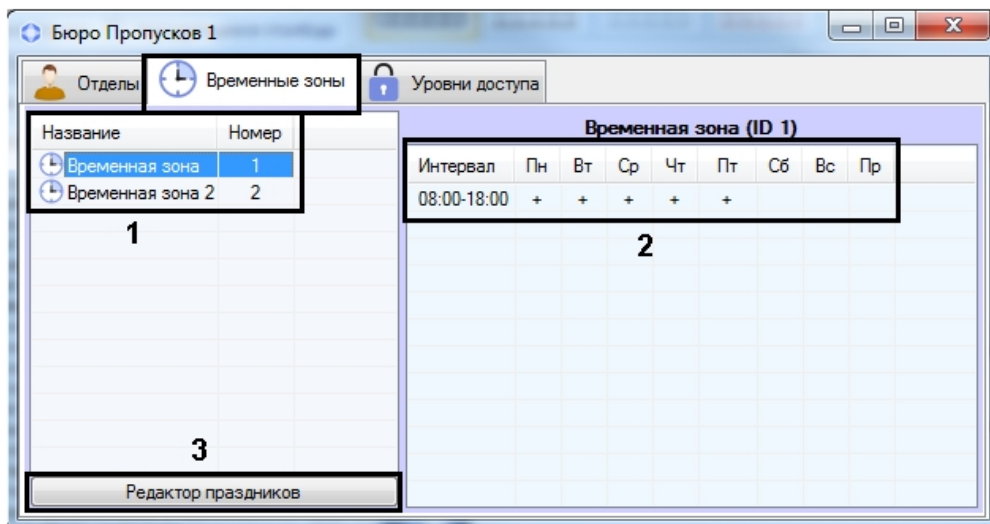 Бюро Пропусков 1
Отделы Временные зоны Уровни доступа
Название Номер
Временная зона 1
Временная зона 2 2
1
Временная зона (ID 1)
Интервал Пн Вт Ср Чт Пт Сб Вс Пр
08:00-18:00 + + + + +
2
3
Редактор праздников